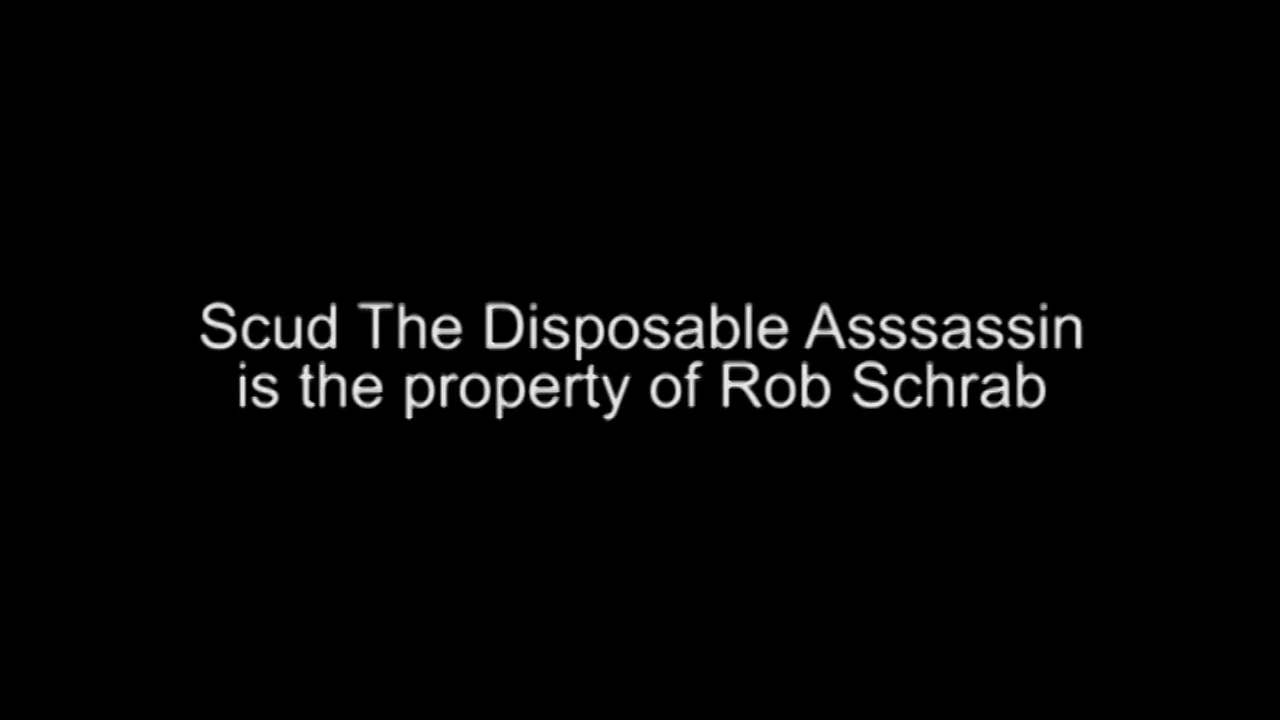 Scud The Disposable Asssassin
is the property of Rob Schrab